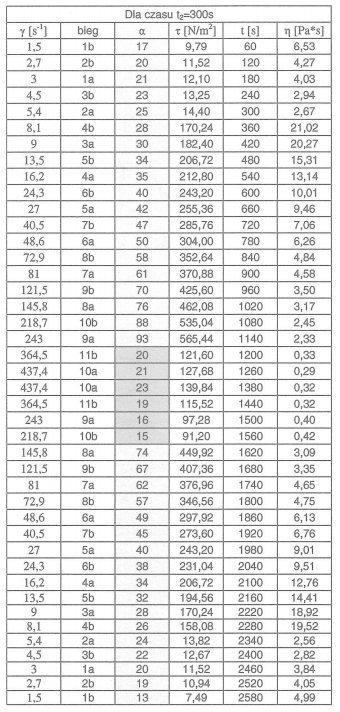 Dla czasu t₂=300s
γ̇ [s⁻¹] bieg α τ [N/m²] t [s] η [Pa*s]
1,5 1b 17 9,79 60 6,53
2,7 2b 20 11,52 120 4,27
3 1a 21 12,10 180 4,03
4,5 3b 23 13,25 240 2,94
5,4 2a 25 14,40 300 2,67
8,1 4b 28 170,24 360 21,02
9 3a 30 182,40 420 20,27
13,5 5b 34 206,72 480 15,31
16,2 4a 35 212,80 540 13,14
24,3 6b 40 243,20 600 10,01
27 5a 42 255,36 660 9,46
40,5 7b 47 285,76 720 7,06
48,6 6a 50 304,00 780 6,26
72,9 8b 58 352,64 840 4,84
81 7a 61 370,88 900 4,58
121,5 9b 70 425,60 960 3,50
145,8 8a 76 462,08 1020 3,17
218,7 10b 88 535,04 1080 2,45
243 9a 93 565,44 1140 2,33
364,5 11b 20 121,60 1200 0,33
437,4 10a 21 127,68 1260 0,29
437,4 10a 23 139,84 1380 0,32
364,5 11b 19 115,52 1440 0,32
243 9a 16 97,28 1500 0,40
218,7 10b 15 91,20 1560 0,42
145,8 8a 74 449,92 1620 3,09
121,5 9b 67 407,36 1680 3,35
81 7a 62 376,96 1740 4,65
72,9 8b 57 346,56 1800 4,75
48,6 6a 49 297,92 1860 6,13
40,5 7b 45 273,60 1920 6,76
27 5a 40 243,20 1980 9,01
24,3 6b 38 231,04 2040 9,51
16,2 4a 34 206,72 2100 12,76
13,5 5b 32 194,56 2160 14,41
9 3a 28 170,24 2220 18,92
8,1 4b 26 158,08 2280 19,52
5,4 2a 24 13,82 2340 2,56
4,5 3b 22 12,67 2400 2,82
3 1a 20 11,52 2460 3,84
2,7 2b 19 10,94 2520 4,05
1,5 1b 13 7,49 2580 4,99